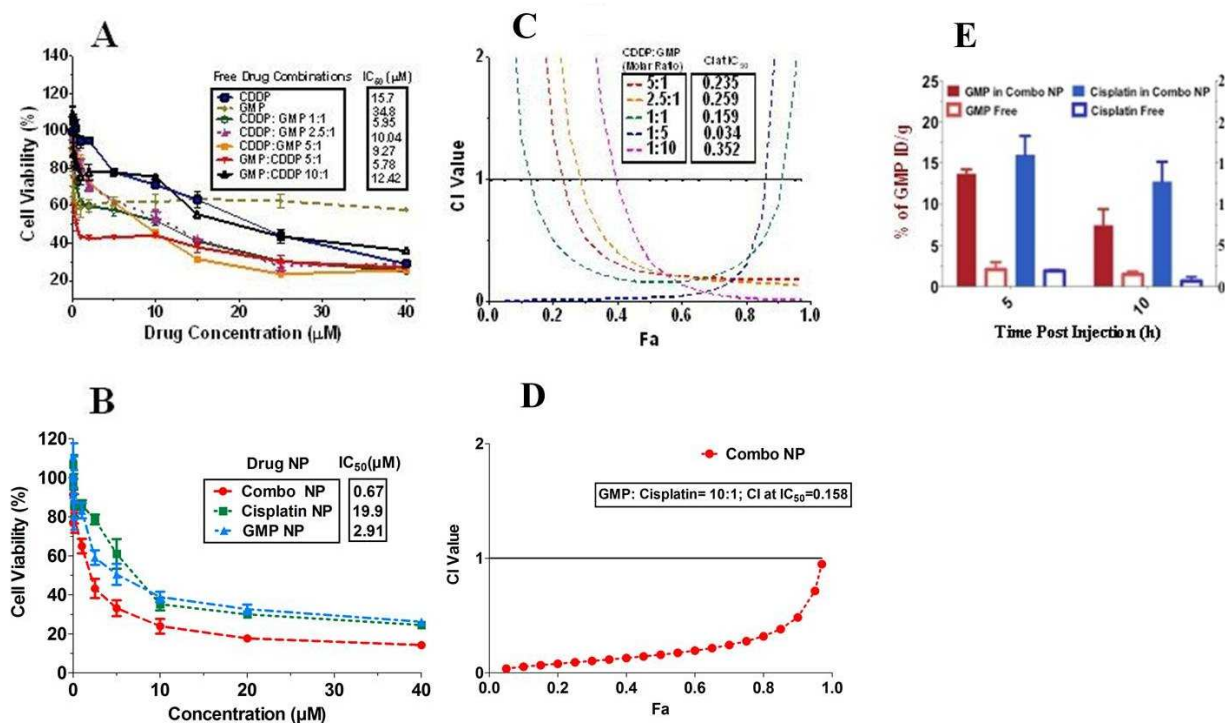 A
140
120
100
80
60
40
20
0
10
20
30
40
Cell Viability (%)
Drug Concentration (µM)
Free Drug Combinations IC50 (µM)
CDDP 15.7
GMP 34.8
CDDP: GMP 1:1 5.95
CDDP: GMP 2.5:1 10.04
CDDP:GMP 5:1 9.27
GMP:CDDP 5:1 5.78
GMP:CDDP 10:1 12.42
C
2
1
0
0.0 0.2 0.4 0.6 0.8 1.0
CI Value
Fa
CDDP:GMP
(Molar Ratio) CI at IC50
5:1 0.235
2.5:1 0.259
1:1 0.159
1:5 0.034
1:10 0.352
E
GMP in Combo NP Cisplatin in Combo NP
GMP Free Cisplatin Free
25
20
15
10
5
0
% of GMP ID/g
2
1
1
5
0
5 10
Time Post Injection (h)
B
120
100
80
60
40
20
0
0 10 20 30 40
Cell Viability (%)
Concentration (µM)
Drug NP IC50(µM)
Combo NP 0.67
Cisplatin NP 19.9
GMP NP 2.91
D
2
1
0
0.0 0.2 0.4 0.6 0.8 1.0
CI Value
Fa
Combo NP
GMP: Cisplatin= 10:1; CI at IC50=0.158